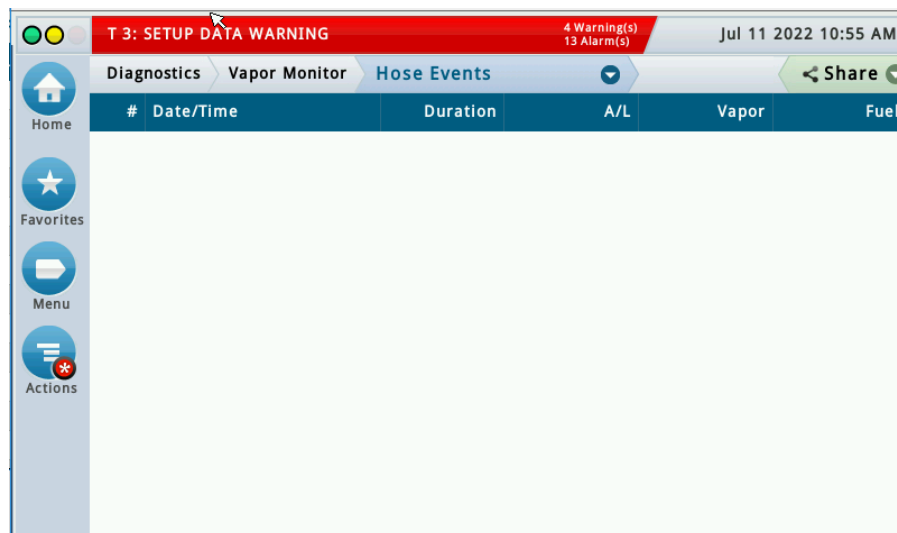 T 3: SETUP DATA WARNING
4 Warning(s)
13 Alarm(s)
Jul 11 2022 10:55 AM
Diagnostics Vapor Monitor Hose Events
Share
# Date/Time Duration A/L Vapor Fuel
Home
Favorites
Menu
Actions